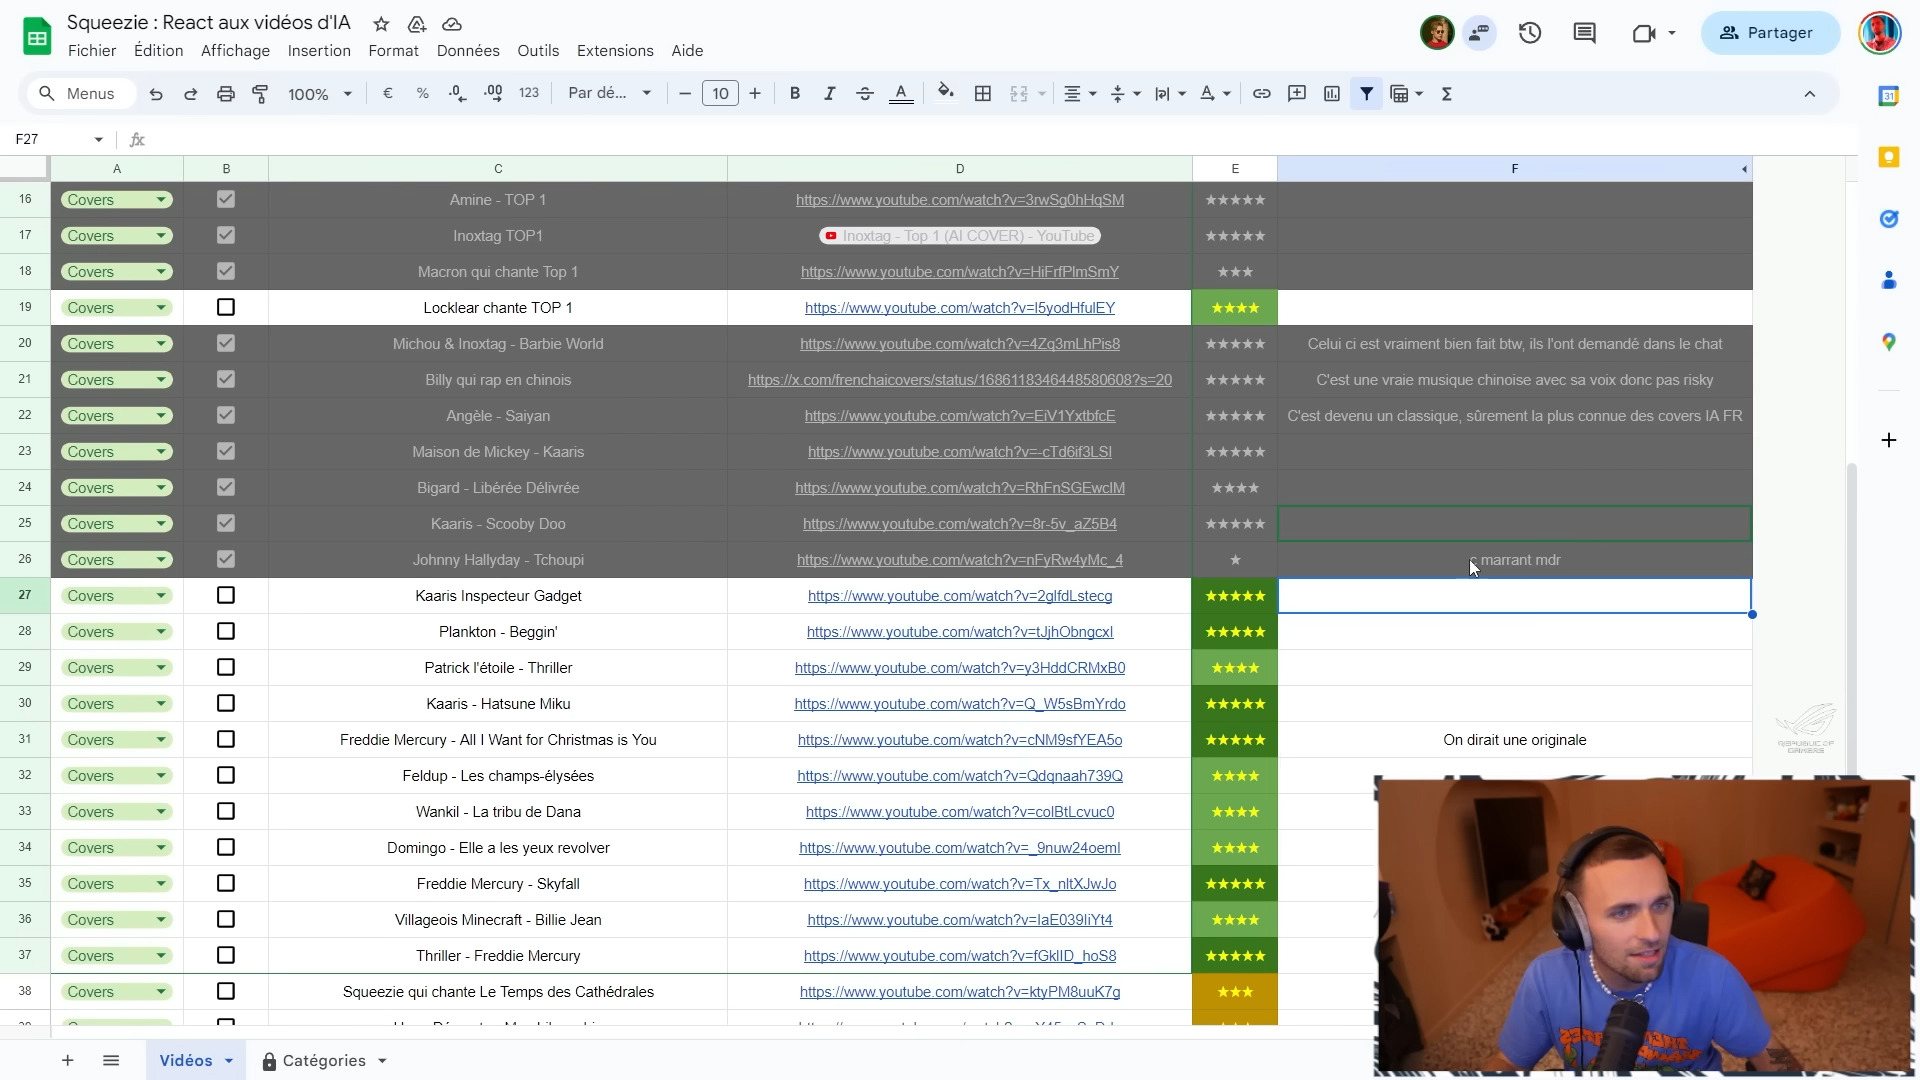 Squeezie : React aux vidéos d'IA
Fichier Édition Affichage Insertion Format Données Outils Extensions Aide
Partager
Menus 100% € % .0 .00 123 Par dé... 10 B I S A
F27 fx
A B C D E F
16 Covers Amine - TOP 1 https://www.youtube.com/watch?v=3rwSg0hHqSM ★★★★★
17 Covers Inoxtag TOP1 Inoxtag - Top 1 (AI COVER) - YouTube ★★★★★
18 Covers Macron qui chante Top 1 https://www.youtube.com/watch?v=HiFrfPlmSmY ★★★
19 Covers Locklear chante TOP 1 https://www.youtube.com/watch?v=l5yodHfulEY ★★★★
20 Covers Michou & Inoxtag - Barbie World https://www.youtube.com/watch?v=4Zq3mLhPis8 ★★★★★ Celui ci est vraiment bien fait btw, ils l'ont demandé dans le chat
21 Covers Billy qui rap en chinois https://x.com/frenchaicovers/status/1686118346448580608?s=20 ★★★★★ C'est une vraie musique chinoise avec sa voix donc pas risky
22 Covers Angèle - Saiyan https://www.youtube.com/watch?v=EiV1YxtbfcE ★★★★★ C'est devenu un classique, sûrement la plus connue des covers IA FR
23 Covers Maison de Mickey - Kaaris https://www.youtube.com/watch?v=-cTd6if3LSI ★★★★★
24 Covers Bigard - Libérée Délivrée https://www.youtube.com/watch?v=RhFnSGEwclM ★★★★
25 Covers Kaaris - Scooby Doo https://www.youtube.com/watch?v=8r-5v_aZ5B4 ★★★★★
26 Covers Johnny Hallyday - Tchoupi https://www.youtube.com/watch?v=nFyRw4yMc_4 ★ c marrant mdr
27 Covers Kaaris Inspecteur Gadget https://www.youtube.com/watch?v=2glfdLstecg ★★★★★
28 Covers Plankton - Beggin' https://www.youtube.com/watch?v=tJjhObngcxI ★★★★★
29 Covers Patrick l'étoile - Thriller https://www.youtube.com/watch?v=y3HddCRMxB0 ★★★★
30 Covers Kaaris - Hatsune Miku https://www.youtube.com/watch?v=Q_W5sBmYrdo ★★★★★
31 Covers Freddie Mercury - All I Want for Christmas is You https://www.youtube.com/watch?v=cNM9sfYEA5o ★★★★★ On dirait une originale
32 Covers Feldup - Les champs-élysées https://www.youtube.com/watch?v=Qdqnaah739Q ★★★★
33 Covers Wankil - La tribu de Dana https://www.youtube.com/watch?v=colBtLcvuc0 ★★★★
34 Covers Domingo - Elle a les yeux revolver https://www.youtube.com/watch?v=_9nuw24oemI ★★★★
35 Covers Freddie Mercury - Skyfall https://www.youtube.com/watch?v=Tx_nltXJwJo ★★★★★
36 Covers Villageois Minecraft - Billie Jean https://www.youtube.com/watch?v=IaE039IiYt4 ★★★★
37 Covers Thriller - Freddie Mercury https://www.youtube.com/watch?v=fGklID_hoS8 ★★★★★
38 Covers Squeezie qui chante Le Temps des Cathédrales https://www.youtube.com/watch?v=ktyPM8uuK7g ★★★
REPUBLIC OF GAMERS
Vidéos Catégories